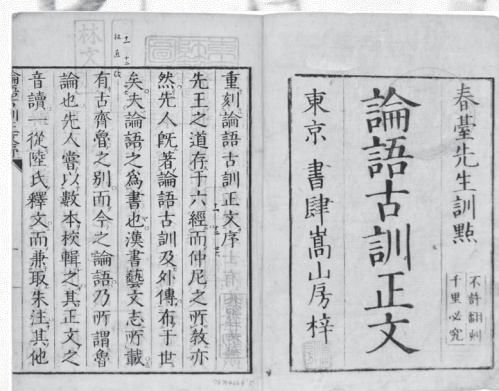 春臺先生訓點
不許翻
千里必究
論語古訓正文
東京 書肆嵩山房梓
重刻論語古訓正文序
先王之道存于六經而仲尼之所敎亦
然先人既著論語古訓及外傳布于世
矣夫論語之爲書也漢書藝文志所載
有古齊魯之別而今之論語乃所謂魯
論也先人嘗以數本挍輯之其正文之
音讀一從陸氏釋文而兼取朱注其他
林文